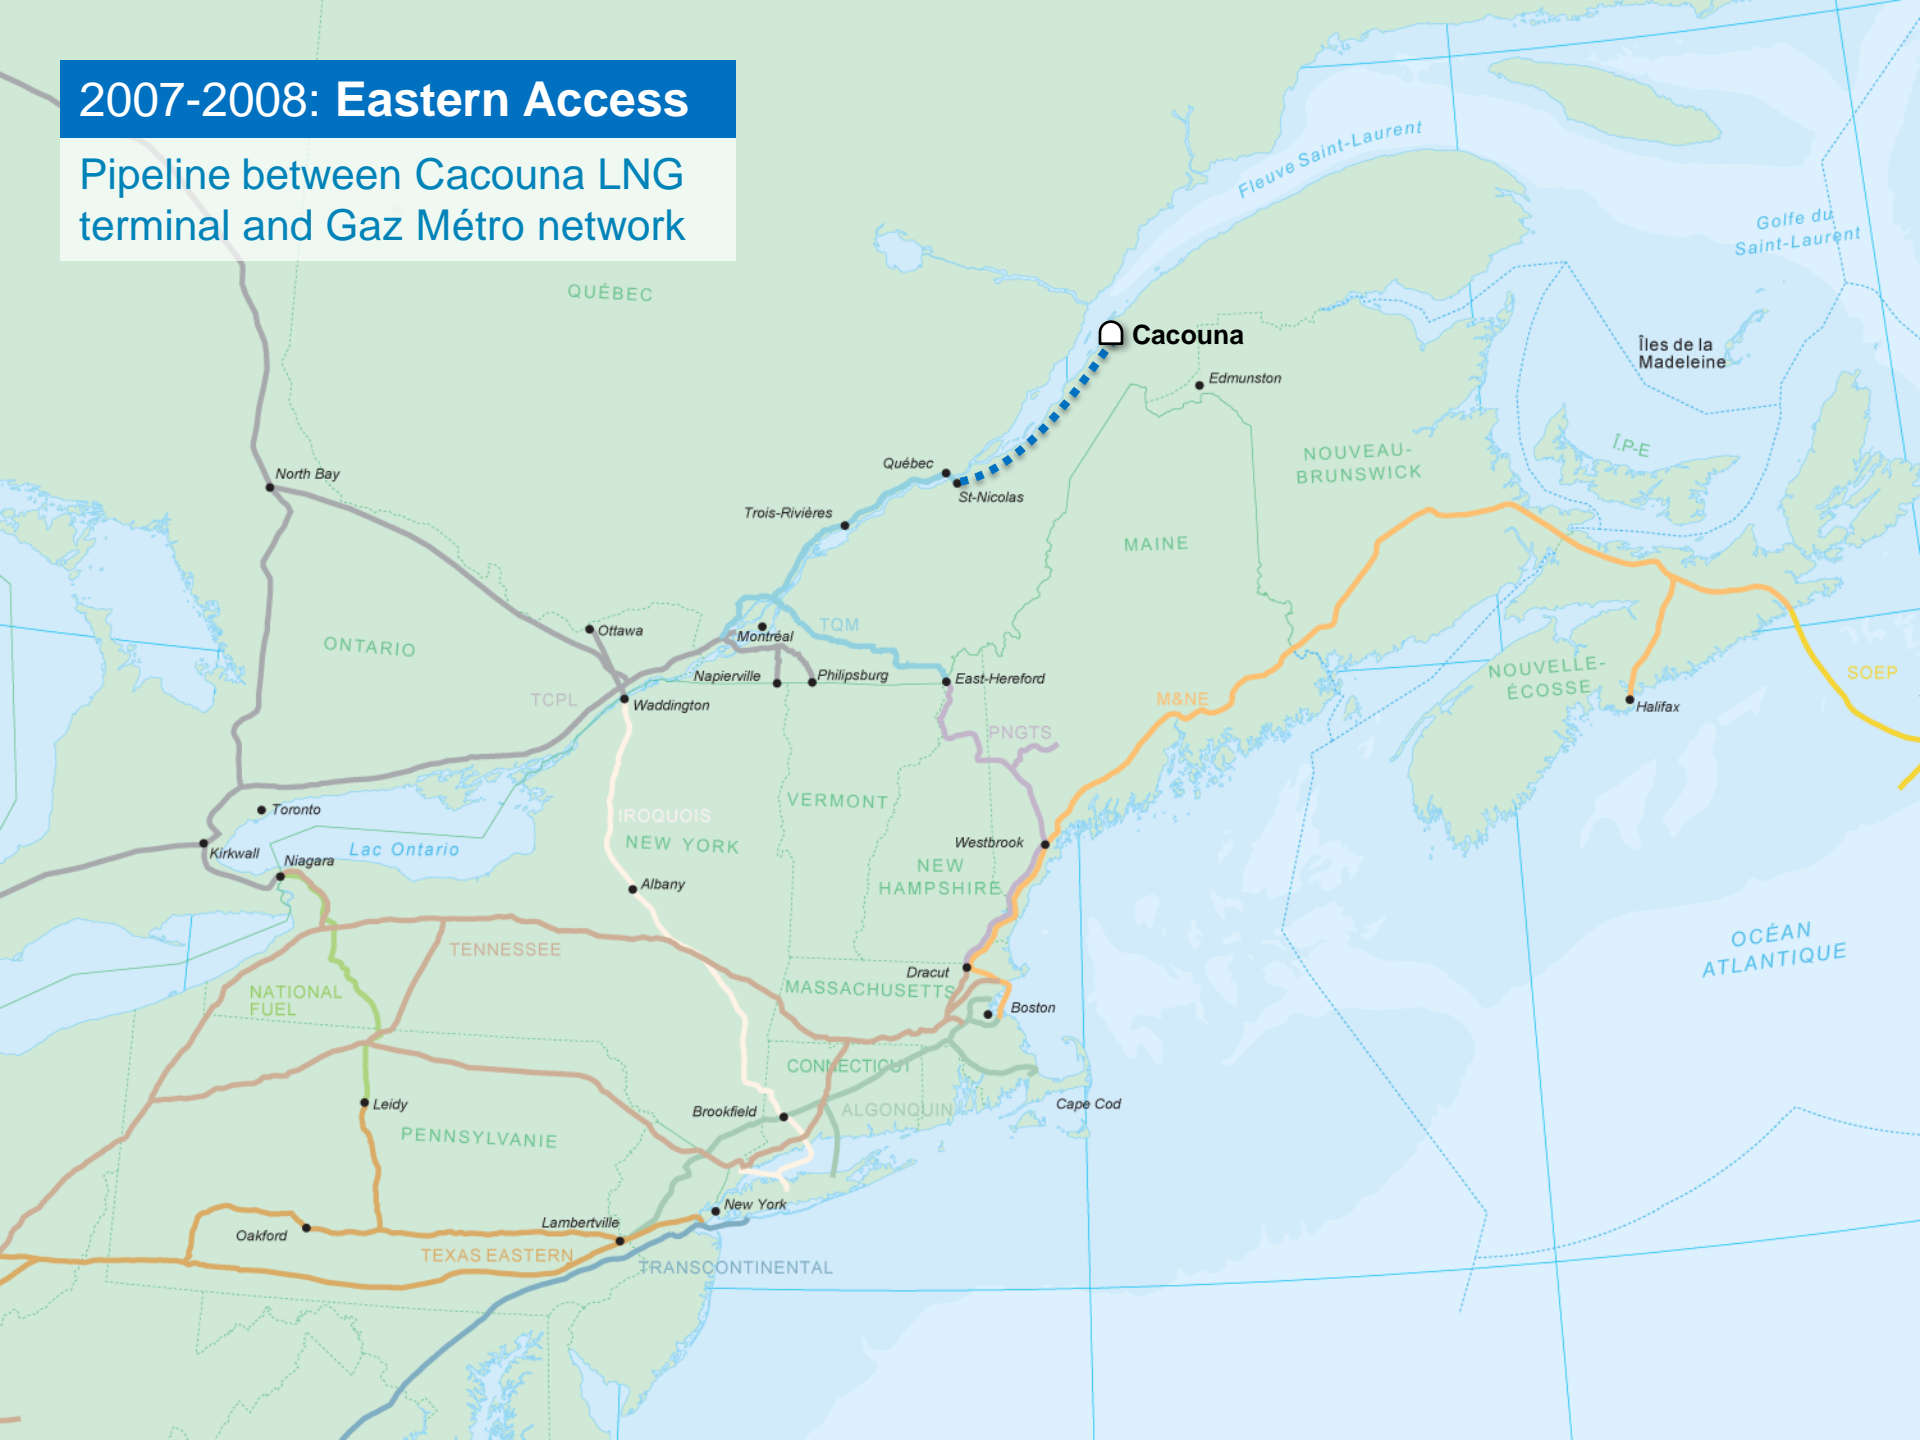 2007-2008: Eastern Access
Pipeline between Cacouna LNG
terminal and Gaz Métro network
Fleuve Saint-Laurent
Golfe du
Saint-Laurent
QUÉBEC
Cacouna
Îles de la
Madeleine
Edmunston
Î.P-E
NOUVEAU-
BRUNSWICK
Québec
St-Nicolas
North Bay
Trois-Rivières
MAINE
Ottawa
Montréal
TQM
ONTARIO
Napierville
Philipsburg
East-Hereford
NOUVELLE-
ÉCOSSE
SOEP
TCPL
Waddington
M&NE
Halifax
PNGTS
VERMONT
Toronto
IROQUOIS
NEW YORK
Westbrook
Kirkwall
Lac Ontario
Niagara
NEW
HAMPSHIRE
Albany
TENNESSEE
OCÉAN
ATLANTIQUE
Dracut
NATIONAL
FUEL
MASSACHUSETTS
Boston
CONNECTICUT
Leidy
Brookfield
ALGONQUIN
Cape Cod
PENNSYLVANIE
New York
Oakford
Lambertville
TEXAS EASTERN
TRANSCONTINENTAL